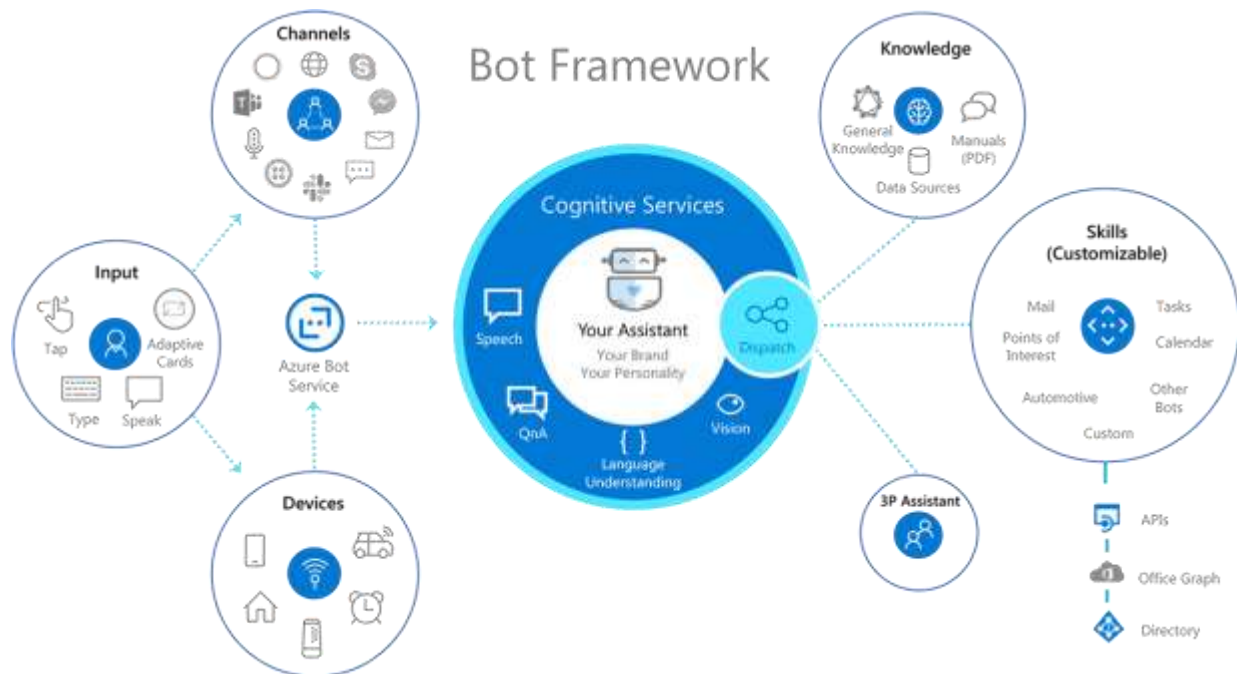 Bot Framework
Channels
Input
Tap
Adaptive
Cards
Type
Speak
Azure Bot
Service
Devices
Cognitive Services
Your Assistant
Your Brand
Your Personality
Speech
QnA
{ }
Language
Understanding
Vision
Dispatch
Knowledge
General
Knowledge
Manuals
(PDF)
Data Sources
Skills
(Customizable)
Mail
Tasks
Points of
Interest
Calendar
Automotive
Other
Bots
Custom
3P Assistant
APIs
Office Graph
Directory